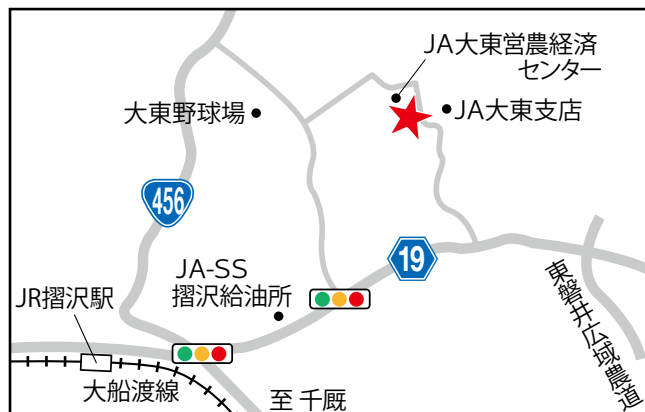 JA大東営農経済
センター
大東野球場
JA大東支店
456
19
JA-SS
摺沢給油所
JR摺沢駅
大船渡線
至 千厩
東磐井広域農道